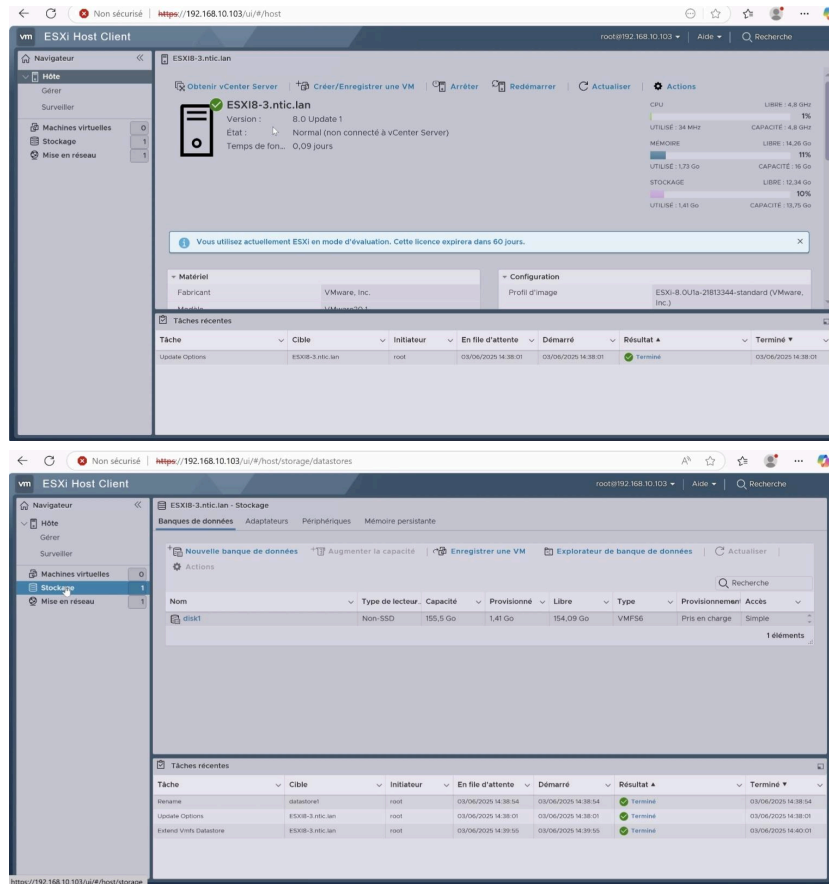 Non sécurisé https://192.168.10.103/ui/#/host
vm ESXi Host Client root@192.168.10.103 Aide Recherche
Navigateur
Hôte
Gérer
Surveiller
Machines virtuelles 0
Stockage 1
Mise en réseau 1
ESXI8-3.ntic.lan
Obtenir vCenter Server Créer/Enregistrer une VM Arrêter Redémarrer Actualiser Actions
ESXI8-3.ntic.lan
Version : 8.0 Update 1
État : Normal (non connecté à vCenter Server)
Temps de fon... 0,09 jours
CPU LIBRE : 4,8 GHz
1%
UTILISÉ : 34 MHz CAPACITÉ : 4,8 GHz
MÉMOIRE LIBRE : 14,26 Go
11%
UTILISÉ : 1,73 Go CAPACITÉ : 16 Go
STOCKAGE LIBRE : 12,34 Go
10%
UTILISÉ : 1,41 Go CAPACITÉ : 13,75 Go
Vous utilisez actuellement ESXi en mode d'évaluation. Cette licence expirera dans 60 jours.
Matériel
Fabricant VMware, Inc.
Modèle VMware20,1
Configuration
Profil d'image ESXi-8.0U1a-21813344-standard (VMware,
Inc.)
Tâches récentes
Tâche Cible Initiateur En file d'attente Démarré Résultat Terminé
Update Options ESXI8-3.ntic.lan root 03/06/2025 14:38:01 03/06/2025 14:38:01 Terminé 03/06/2025 14:38:01
Non sécurisé https://192.168.10.103/ui/#/host/storage/datastores
vm ESXi Host Client root@192.168.10.103 Aide Recherche
Navigateur
Hôte
Gérer
Surveiller
Machines virtuelles 0
Stockage 1
Mise en réseau 1
ESXI8-3.ntic.lan - Stockage
Banques de données Adaptateurs Périphériques Mémoire persistante
Nouvelle banque de données Augmenter la capacité Enregistrer une VM Explorateur de banque de données Actualiser
Actions
Recherche
Nom Type de lecteur... Capacité Provisionné Libre Type Provisionnement Accès
disk1 Non-SSD 155,5 Go 1,41 Go 154,09 Go VMFS6 Pris en charge Simple
1 éléments
Tâches récentes
Tâche Cible Initiateur En file d'attente Démarré Résultat Terminé
Rename datastore1 root 03/06/2025 14:38:54 03/06/2025 14:38:54 Terminé 03/06/2025 14:38:54
Update Options ESXI8-3.ntic.lan root 03/06/2025 14:38:01 03/06/2025 14:38:01 Terminé 03/06/2025 14:38:01
Extend Vmfs Datastore ESXI8-3.ntic.lan root 03/06/2025 14:39:55 03/06/2025 14:39:55 Terminé 03/06/2025 14:40:01
https://192.168.10.103/ui/#/host/storage